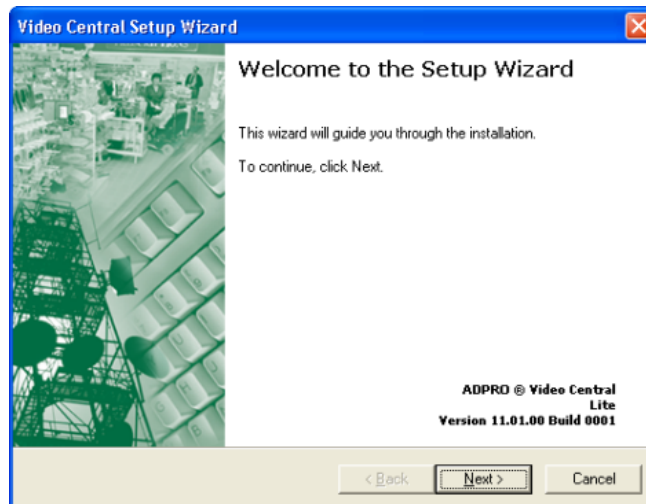 Video Central Setup Wizard
Welcome to the Setup Wizard
This wizard will guide you through the installation.
To continue, click Next.
ADPRO ® Video Central
Lite
Version 11.01.00 Build 0001
< Back
Next >
Cancel